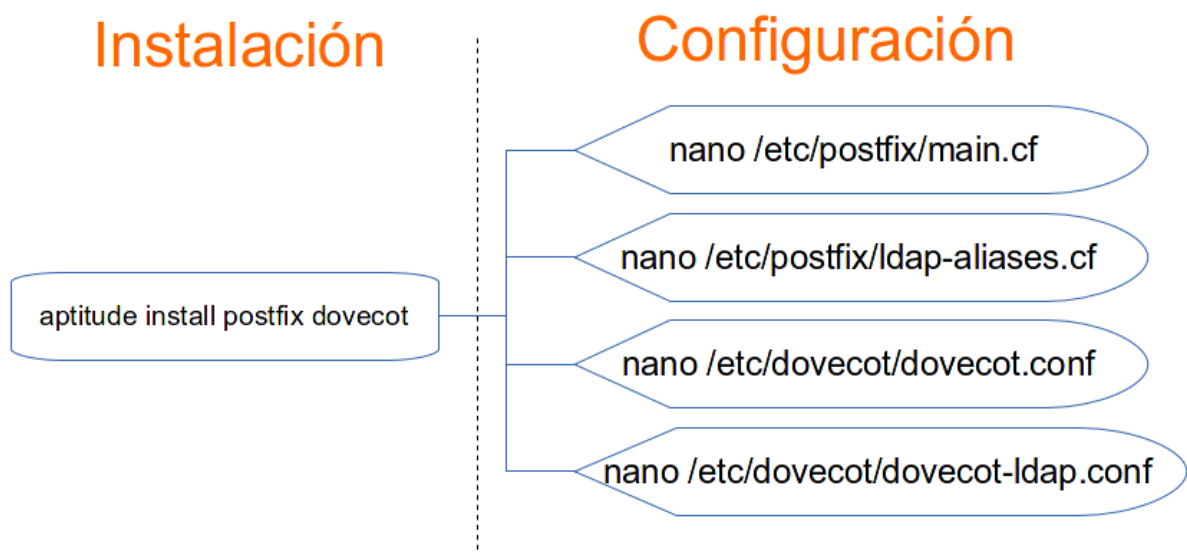 Instalación
Configuración
aptitude install postfix dovecot
nano /etc/postfix/main.cf
nano /etc/postfix/ldap-aliases.cf
nano /etc/dovecot/dovecot.conf
nano /etc/dovecot/dovecot-ldap.conf